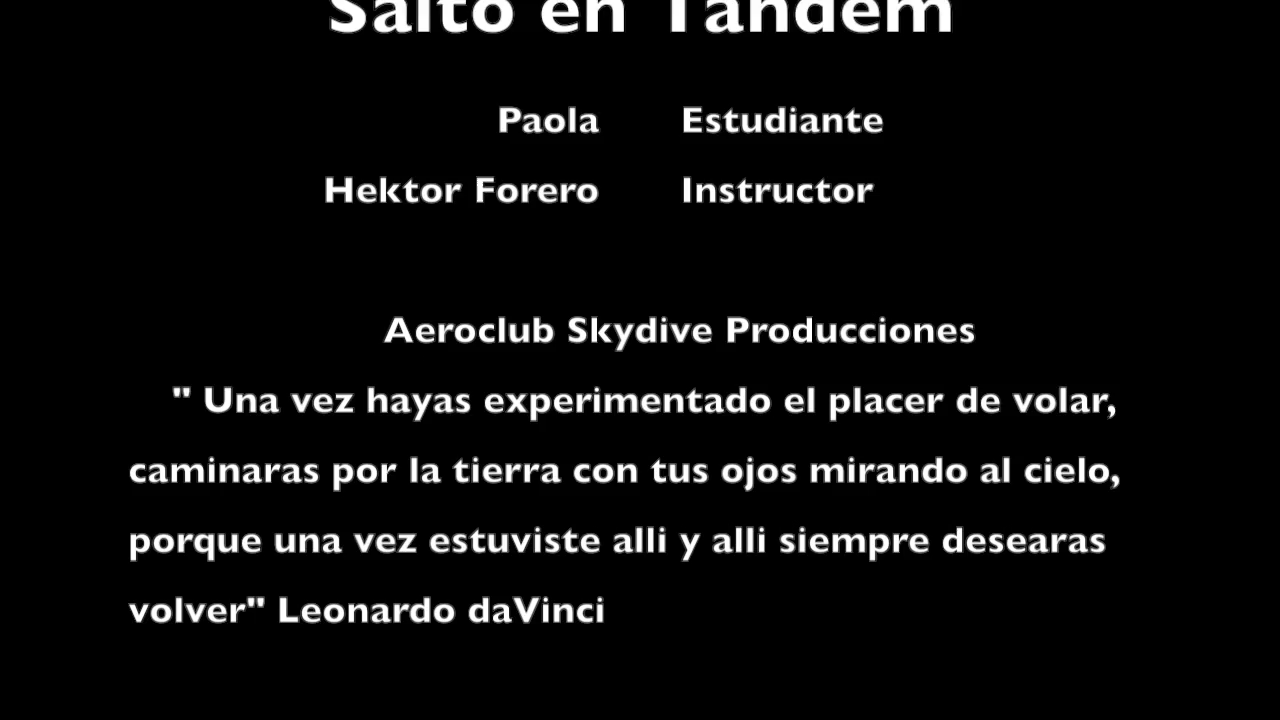 Salto en Tandem
Paola Estudiante
Hektor Forero Instructor
Aeroclub Skydive Producciones
" Una vez hayas experimentado el placer de volar,
caminaras por la tierra con tus ojos mirando al cielo,
porque una vez estuviste alli y alli siempre desearas
volver" Leonardo daVinci